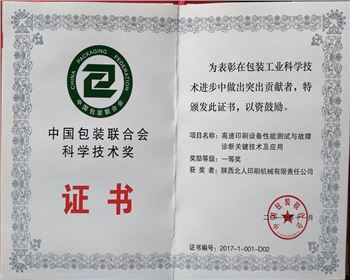 CHINA PACKAGING FEDERATION
中国包装联合会
中国包装联合会
科学技术奖
证书
为表彰在包装工业科学技
术进步中做出突出贡献者，特
颁发此证书，以资鼓励。
项目名称：高速印刷设备性能测试与故障
诊断关键技术及应用
奖励等级：一等奖
获奖者：陕西北人印刷机械有限责任公司
证书编号：2017-1-001-D02